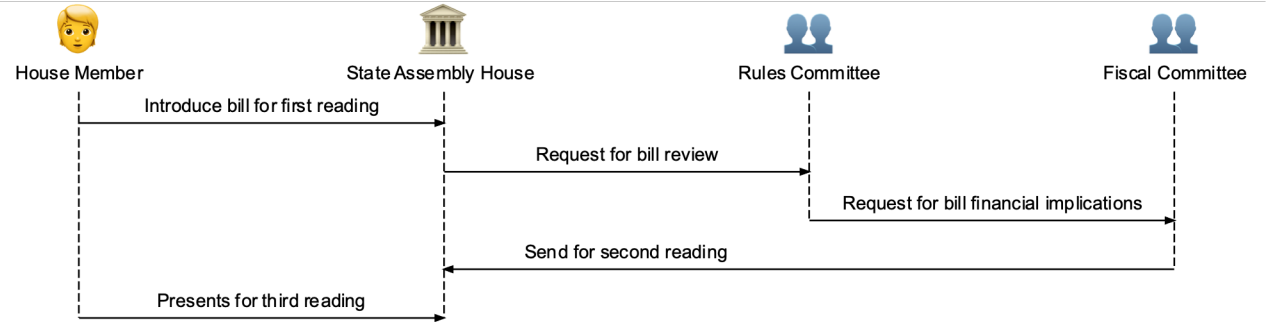 House Member
State Assembly House
Rules Committee
Fiscal Committee
Introduce bill for first reading
Request for bill review
Request for bill financial implications
Send for second reading
Presents for third reading